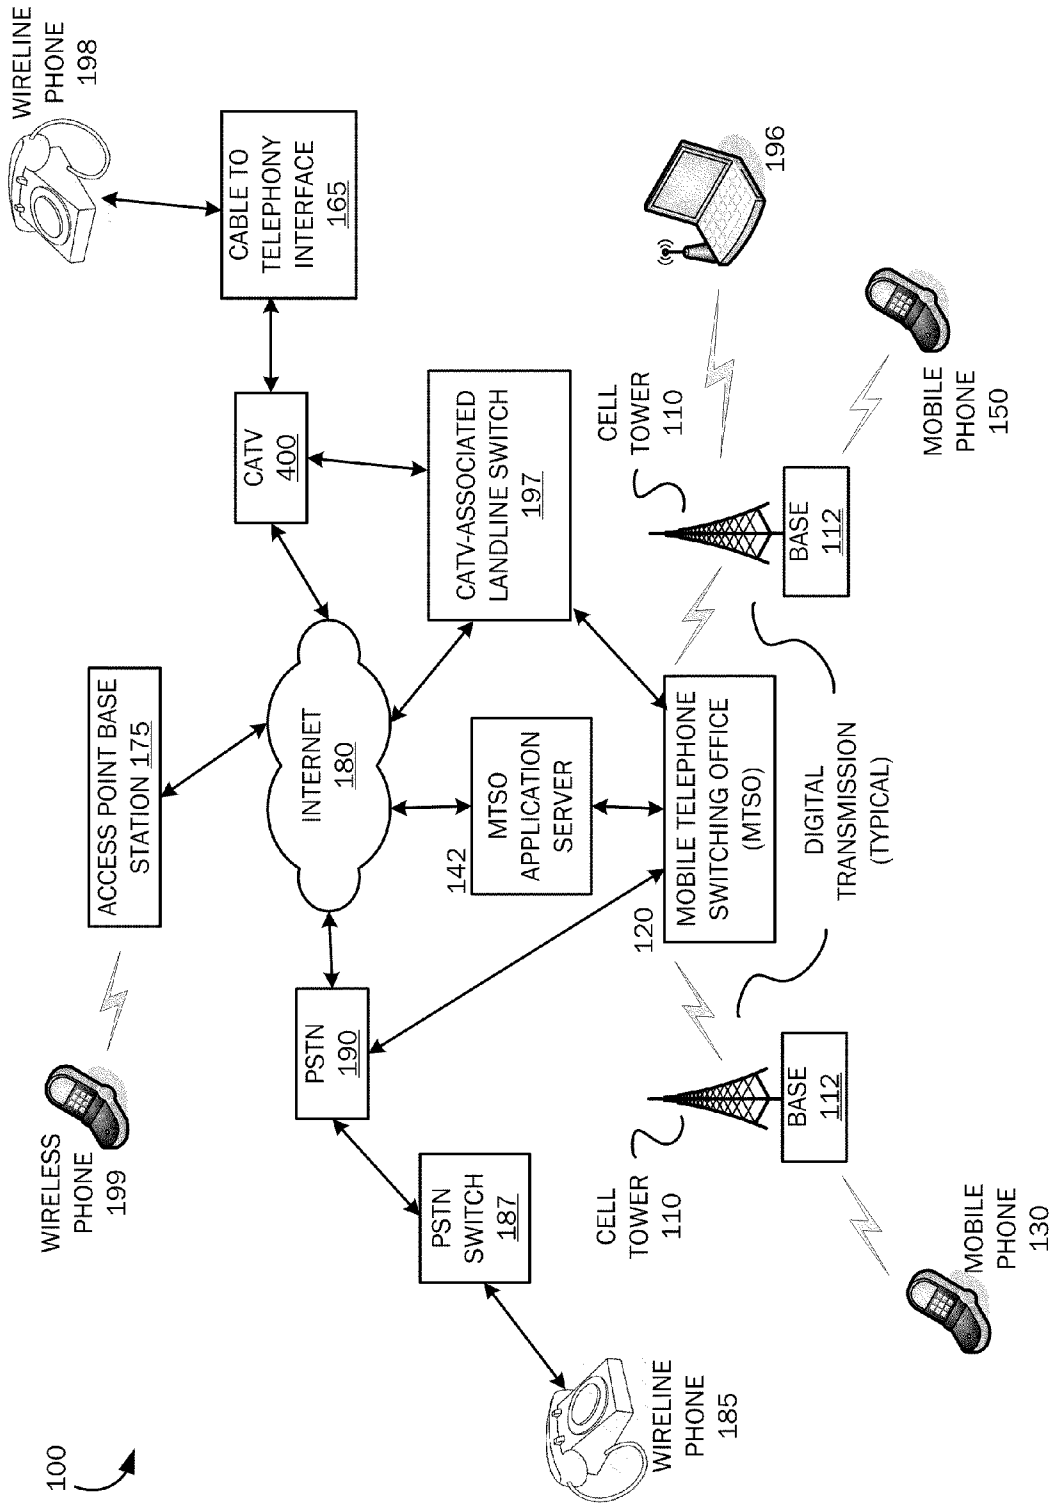 100
WIRELESS
PHONE
199
ACCESS POINT BASE
STATION 175
WIRELINE
PHONE
198
CABLE TO
TELEPHONY
INTERFACE
165
CATV
400
INTERNET
180
PSTN
190
PSTN
SWITCH
187
WIRELINE
PHONE
185
142
MTSO
APPLICATION
SERVER
CATV-ASSOCIATED
LANDLINE SWITCH
197
120
MOBILE TELEPHONE
SWITCHING OFFICE
(MTSO)
CELL
TOWER
110
CELL
TOWER
110
196
BASE
112
BASE
112
DIGITAL
TRANSMISSION
(TYPICAL)
MOBILE
PHONE
130
MOBILE
PHONE
150